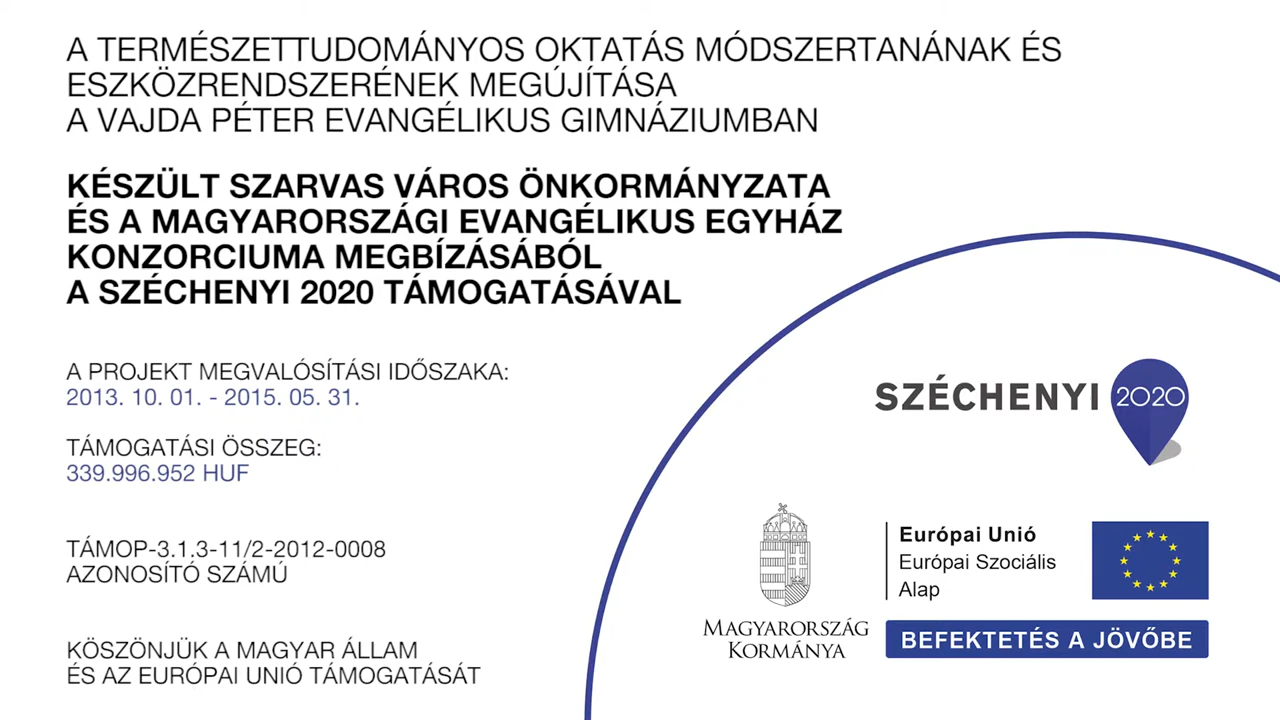 A TERMÉSZETTUDOMÁNYOS OKTATÁS MÓDSZERTANÁNAK ÉS
ESZKÖZRENDSZERÉNEK MEGÚJÍTÁSA
A VAJDA PÉTER EVANGÉLIKUS GIMNÁZIUMBAN
KÉSZÜLT SZARVAS VÁROS ÖNKORMÁNYZATA
ÉS A MAGYARORSZÁGI EVANGÉLIKUS EGYHÁZ
KONZORCIUMA MEGBÍZÁSÁBÓL
A SZÉCHENYI 2020 TÁMOGATÁSÁVAL
A PROJEKT MEGVALÓSÍTÁSI IDŐSZAKA:
2013. 10. 01. - 2015. 05. 31.
TÁMOGATÁSI ÖSSZEG:
339.996.952 HUF
TÁMOP-3.1.3-11/2-2012-0008
AZONOSÍTÓ SZÁMÚ
KÖSZÖNJÜK A MAGYAR ÁLLAM
ÉS AZ EURÓPAI UNIÓ TÁMOGATÁSÁT
SZÉCHENYI 2020
MAGYARORSZÁG
KORMÁNYA
Európai Unió
Európai Szociális
Alap
BEFEKTETÉS A JÖVŐBE